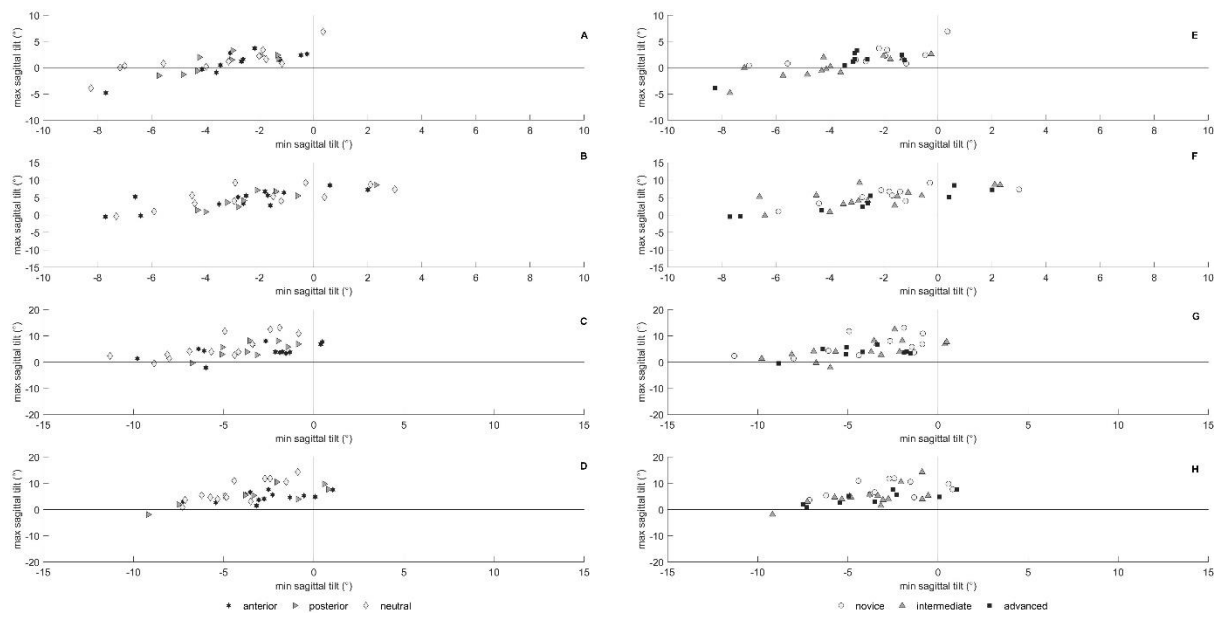 max sagittal tilt (°)
10
5
0
-5
-10
A
-10 -8 -6 -4 -2 0 2 4 6 8 10
min sagittal tilt (°)
max sagittal tilt (°)
15
10
5
0
-5
-10
-15
B
-10 -8 -6 -4 -2 0 2 4 6 8 10
min sagittal tilt (°)
max sagittal tilt (°)
20
10
0
-10
-20
C
-15 -10 -5 0 5 10 15
min sagittal tilt (°)
max sagittal tilt (°)
20
10
0
-10
-20
D
-15 -10 -5 0 5 10 15
min sagittal tilt (°)
anterior posterior neutral
max sagittal tilt (°)
10
5
0
-5
-10
E
-10 -8 -6 -4 -2 0 2 4 6 8 10
min sagittal tilt (°)
max sagittal tilt (°)
15
10
5
0
-5
-10
-15
F
-10 -8 -6 -4 -2 0 2 4 6 8 10
min sagittal tilt (°)
max sagittal tilt (°)
20
10
0
-10
-20
G
-15 -10 -5 0 5 10 15
min sagittal tilt (°)
max sagittal tilt (°)
20
10
0
-10
-20
H
-15 -10 -5 0 5 10 15
min sagittal tilt (°)
novice intermediate advanced